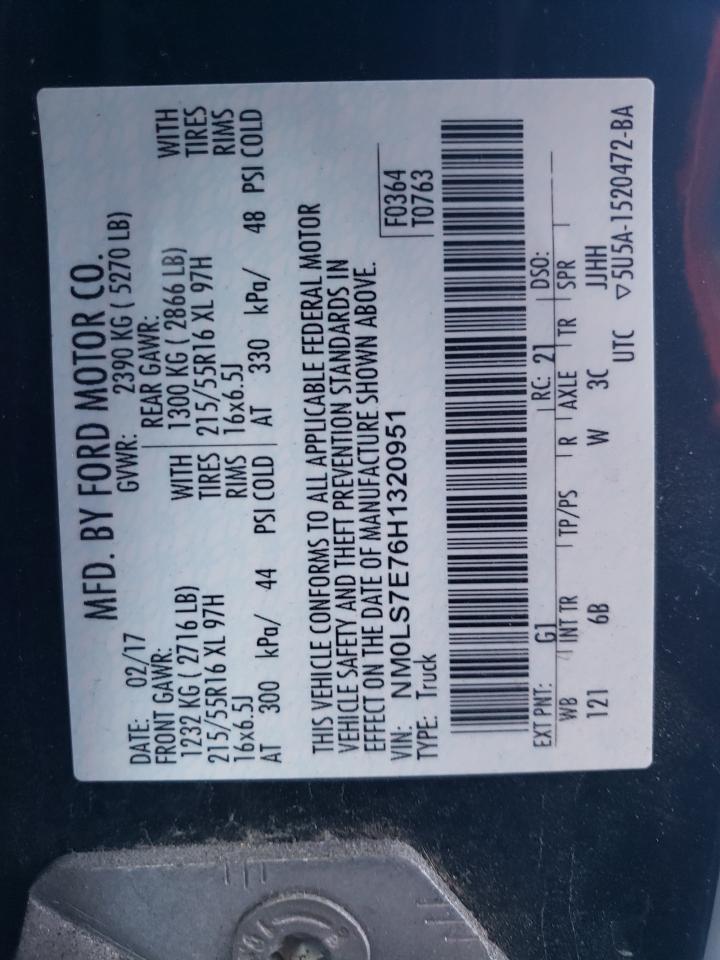 MFD. BY FORD MOTOR CO.
DATE: 02/17 GVWR: 2390 KG ( 5270 LB)
FRONT GAWR: REAR GAWR:
1232 KG ( 2716 LB) WITH 1300 KG ( 2866 LB) WITH
215/55R16 XL 97H TIRES 215/55R16 XL 97H TIRES
16x6.5J RIMS 16x6.5J RIMS
AT 300 kPa/ 44 PSI COLD AT 330 kPa/ 48 PSI COLD
THIS VEHICLE CONFORMS TO ALL APPLICABLE FEDERAL MOTOR
VEHICLE SAFETY AND THEFT PREVENTION STANDARDS IN
EFFECT ON THE DATE OF MANUFACTURE SHOWN ABOVE.
VIN: NM0LS7E76H1320951 F0364
TYPE: Truck T0763
EXT PNT: G1 RC: 21 DSO:
WB INT TR TP/PS R AXLE TR SPR
121 6B W 3C JJHH
UTC ▽5U5A-1520472-BA